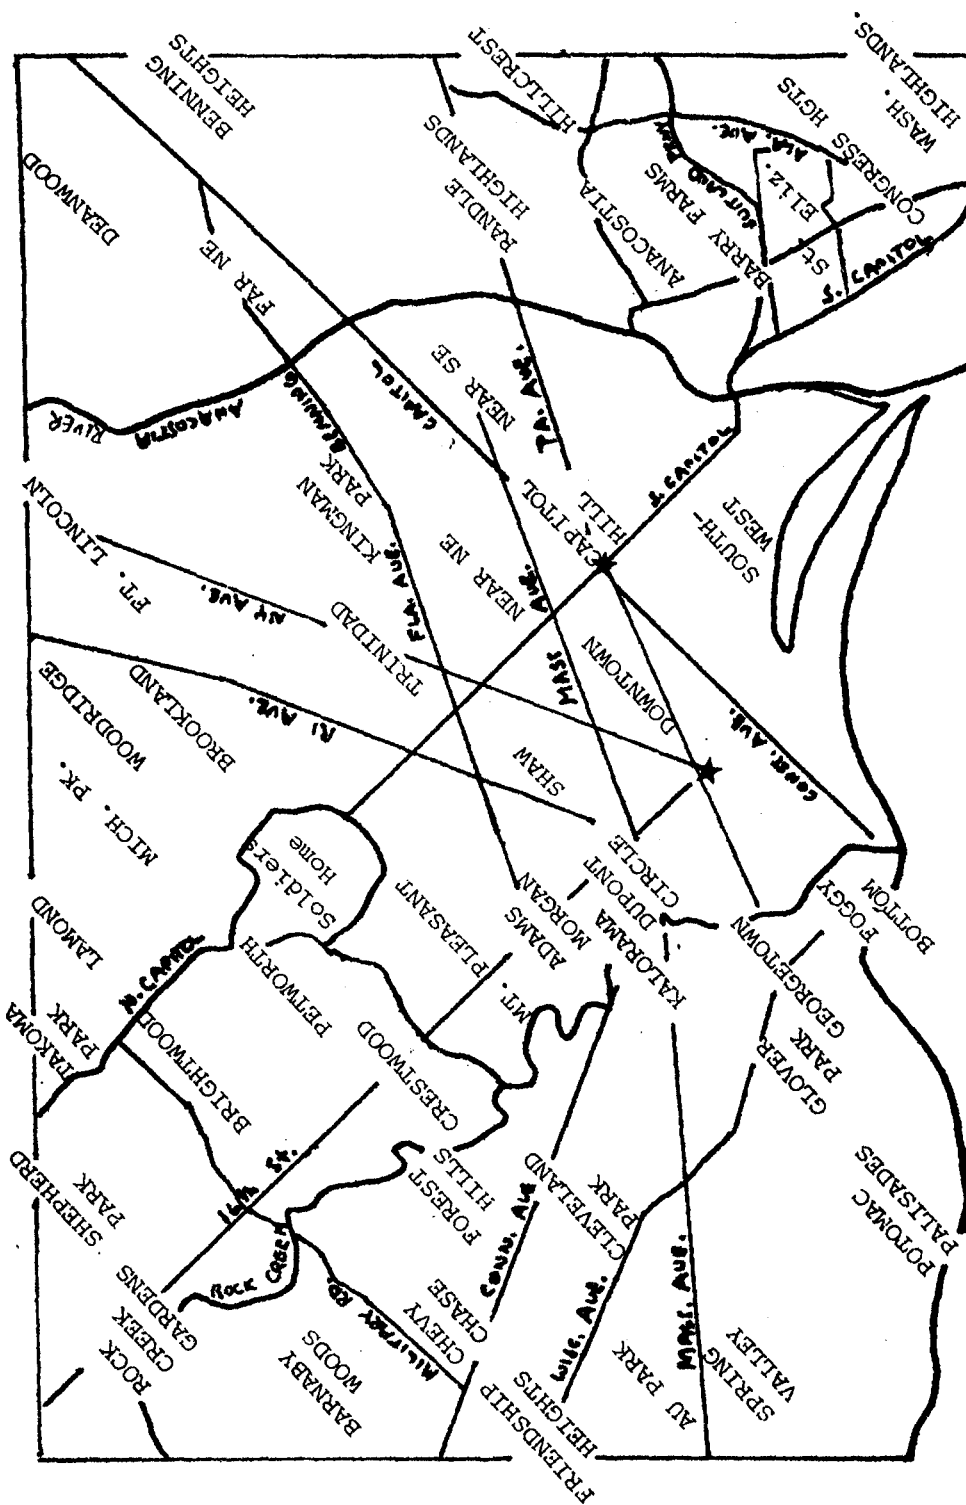 WASH.
HIGHLANDS.
CONGRESS HGTS
HILLCREST
BENNING
HEIGHTS
ALA. AVE.
SUITLAND PKWY
St. Eliz.
BARRY FARMS
ANACOSTIA
S. CAPITOL
RANDLE
HIGHLANDS
DEANWOOD
FAR NE
NEAR SE
PA. AVE.
E. CAPITOL
BENNING
ANACOSTIA
RIVER
KINGMAN
PARK
CAPITOL
HILL
S. CAPITOL
SOUTH-
WEST
FT. LINCOLN
NY AVE.
TRINIDAD
FLA. AVE.
NEAR NE
MASS AVE.
DOWNTOWN
CONST. AVE.
WOODRIDGE
BROOKLAND
RI AVE.
SHAW
MICH. PK.
Soldiers
Home
DUPONT
CIRCLE
ADAMS
MORGAN
KALORAMA
FOGGY
BOTTOM
GEORGETOWN
LAMOND
N. CAPITOL
PETWORTH
MT. PLEASANT
TAKOMA
PARK
BRIGHTWOOD
CRESTWOOD
GLOVER
PARK
SHEPHERD
PARK
16th ST.
FOREST
HILLS
CLEVELAND
PARK
CONN. AVE
POTOMAC
PALISADES
ROCK CREEK
ROCK
CREEK
GARDENS
MILITARY RD.
CHEVY
CHASE
WISC. AVE.
MASS. AVE.
BARNABY
WOODS
FRIENDSHIP
HEIGHTS
AU PARK
SPRING
VALLEY